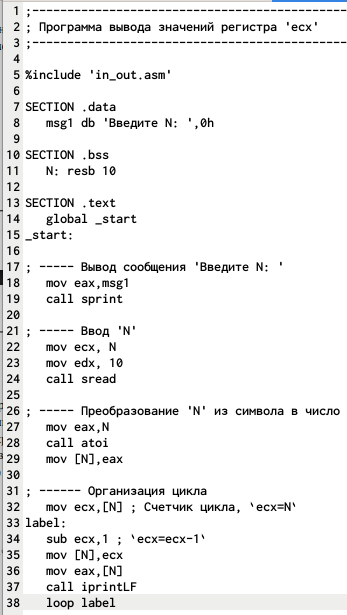 1 ;-----------------------------------------------
2 ; Программа вывода значений регистра 'ecx'
3 ;-----------------------------------------------
4
5 %include 'in_out.asm'
6
7 SECTION .data
8 msg1 db 'Введите N: ',0h
9
10 SECTION .bss
11 N: resb 10
12
13 SECTION .text
14 global _start
15 _start:
16
17 ; ----- Вывод сообщения 'Введите N: '
18 mov eax,msg1
19 call sprint
20
21 ; ----- Ввод 'N'
22 mov ecx, N
23 mov edx, 10
24 call sread
25
26 ; ----- Преобразование 'N' из символа в число
27 mov eax,N
28 call atoi
29 mov [N],eax
30
31 ; ------ Организация цикла
32 mov ecx,[N] ; Счетчик цикла, `ecx=N`
33 label:
34 sub ecx,1 ; `ecx=ecx-1`
35 mov [N],ecx
36 mov eax,[N]
37 call iprintLF
38 loop label